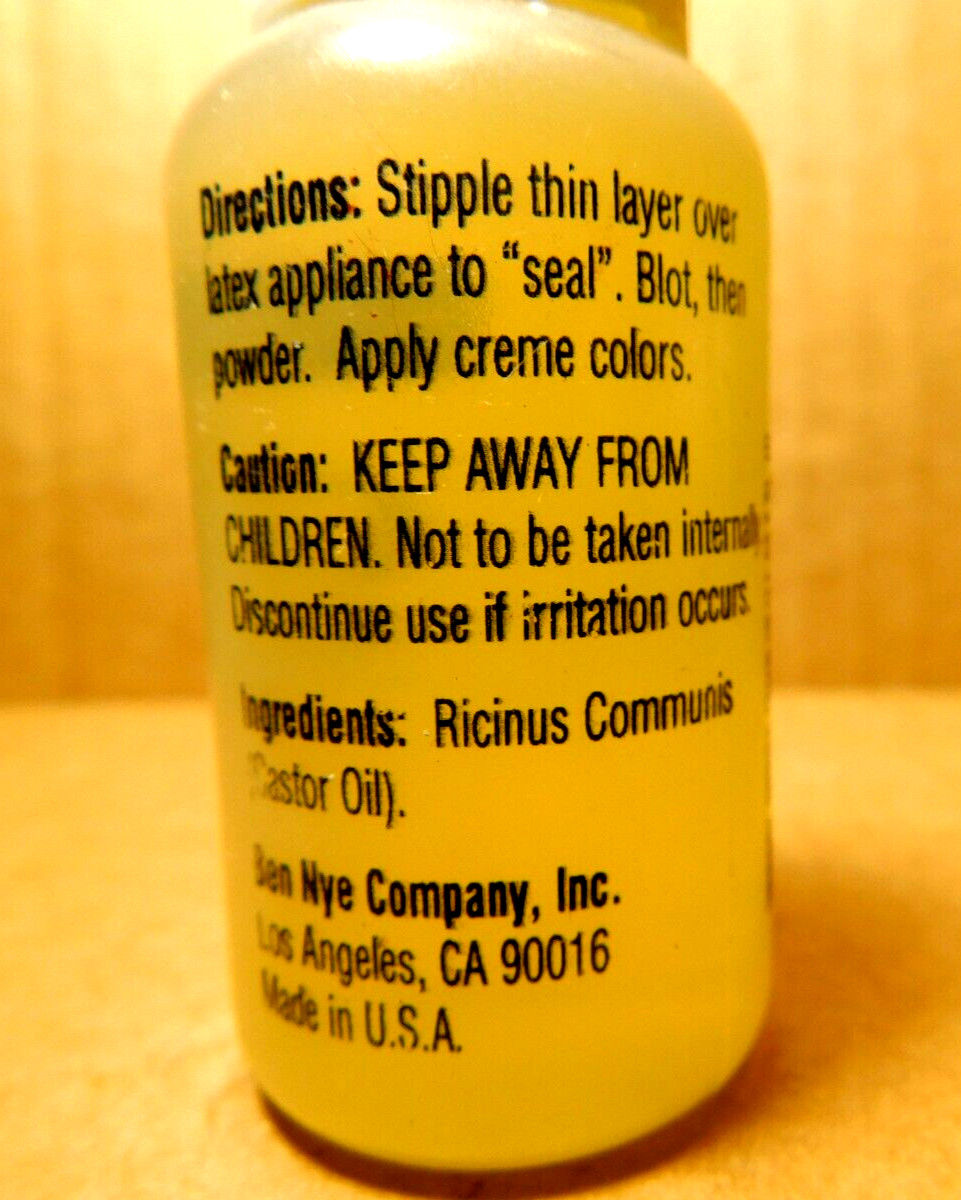 Directions: Stipple thin layer over
latex appliance to “seal”. Blot, then
powder. Apply creme colors.
Caution: KEEP AWAY FROM
CHILDREN. Not to be taken internally
Discontinue use if irritation occurs.
Ingredients: Ricinus Communis
(Castor Oil).
Ben Nye Company, Inc.
Los Angeles, CA 90016
Made in U.S.A.